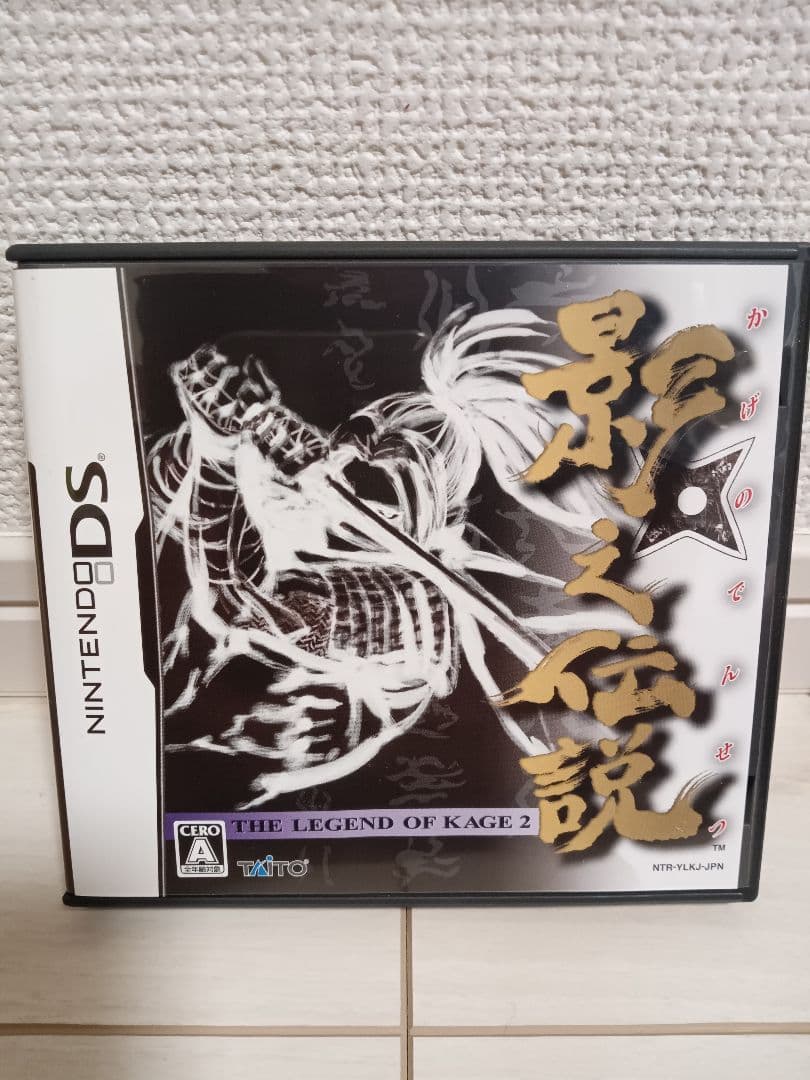 NINTENDO DS®
影之伝説
かげのでんせつ
THE LEGEND OF KAGE 2
CERO
A
全年齢対象
TAITO®
TM
NTR-YLKJ-JPN